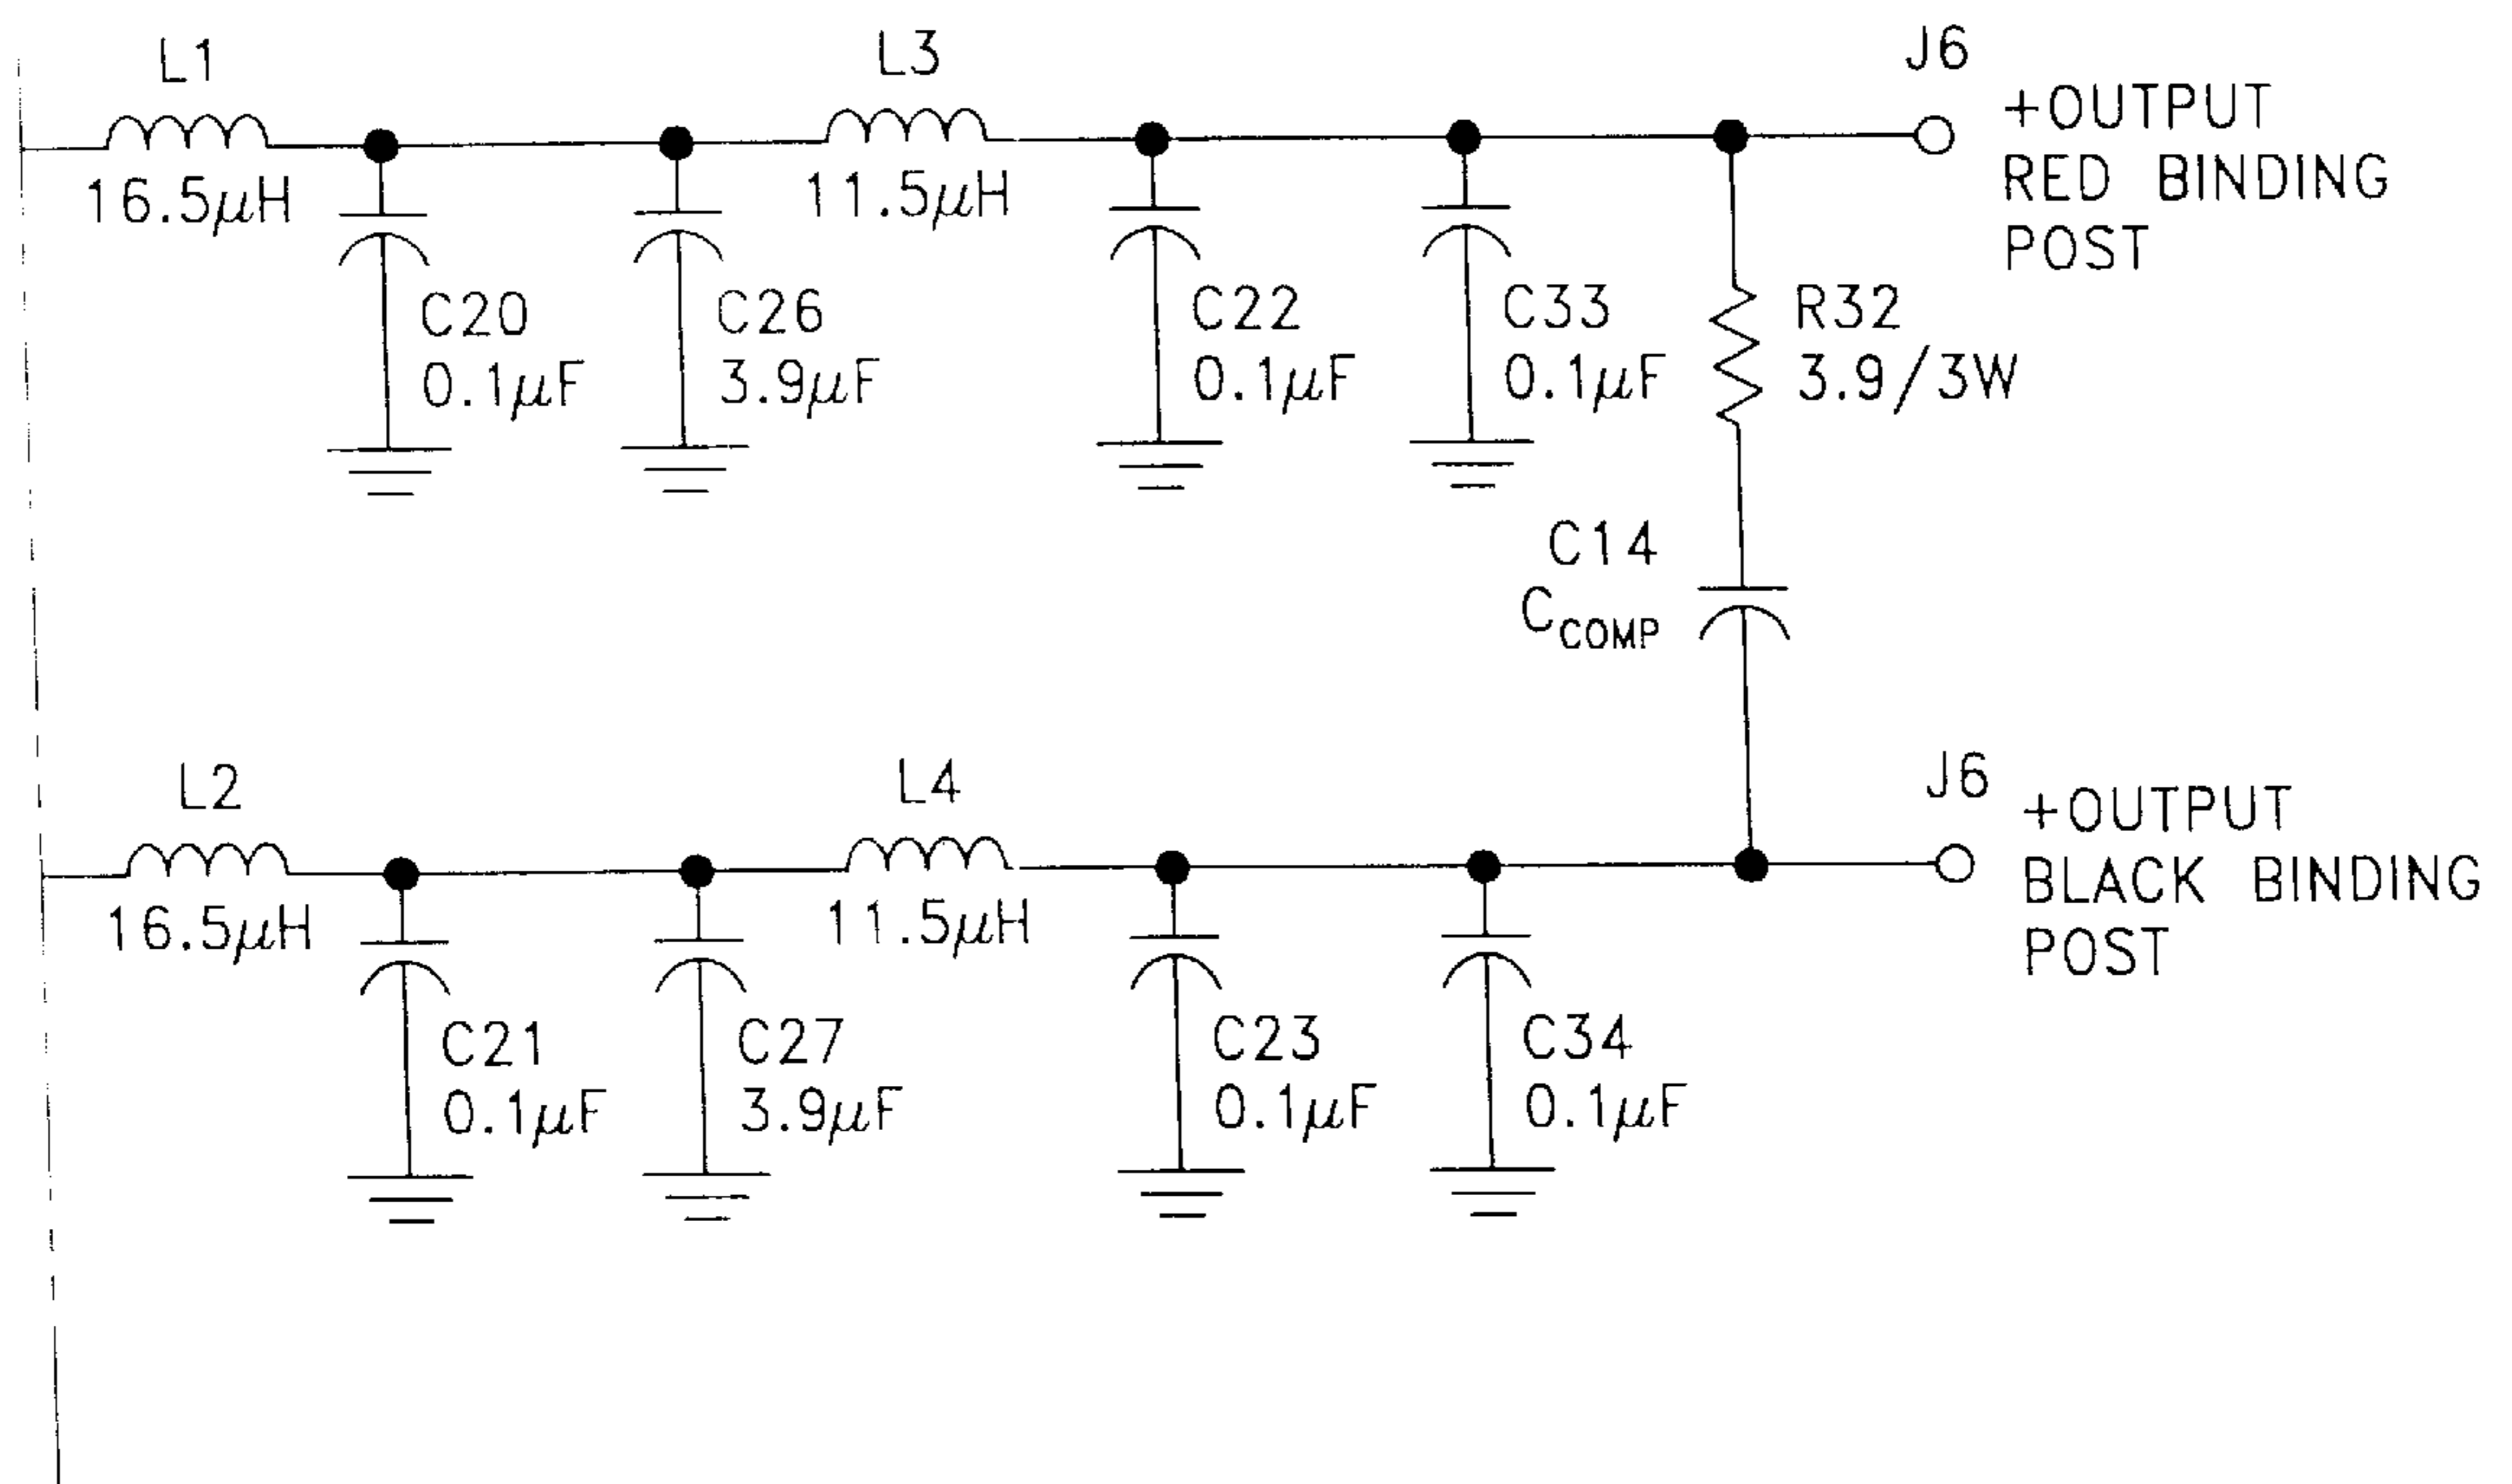 L1
16.5μH
L3
11.5μH
J6
+OUTPUT
RED BINDING
POST
C20
0.1μF
C26
3.9μF
C22
0.1μF
C33
0.1μF
R32
3.9/3W
C14
CCOMP
L2
16.5μH
L4
11.5μH
J6
+OUTPUT
BLACK BINDING
POST
C21
0.1μF
C27
3.9μF
C23
0.1μF
C34
0.1μF